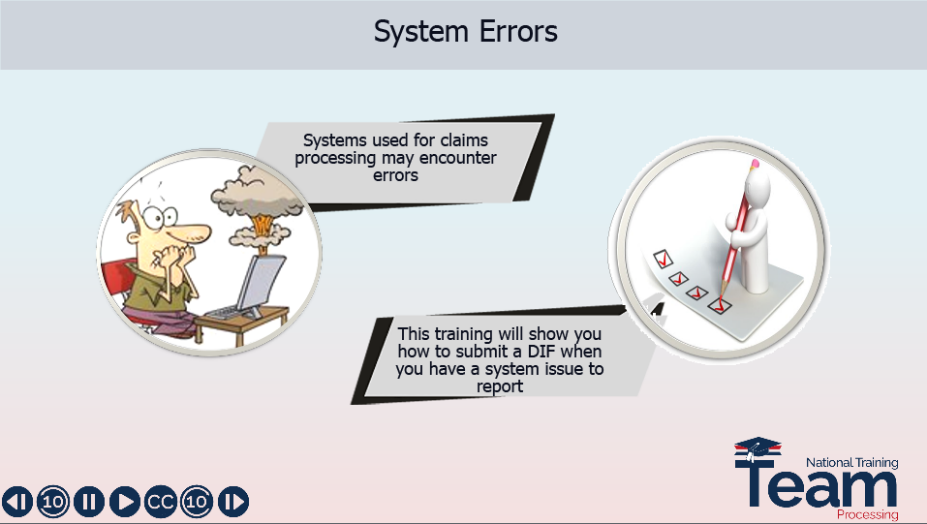 System Errors
Systems used for claims
processing may encounter
errors
This training will show you
how to submit a DIF when
you have a system issue to
report
National Training
Team
Processing
10
CC
10